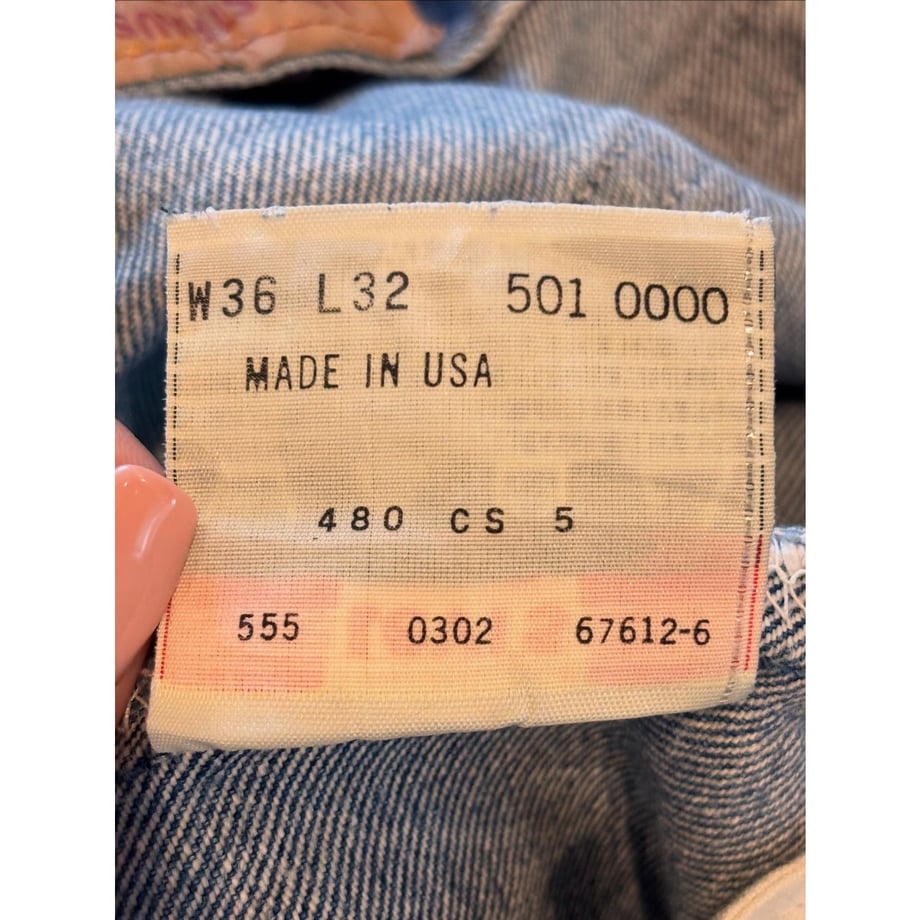 W36 L32 501 0000
MADE IN USA
480 CS 5
555 0302 67612-6